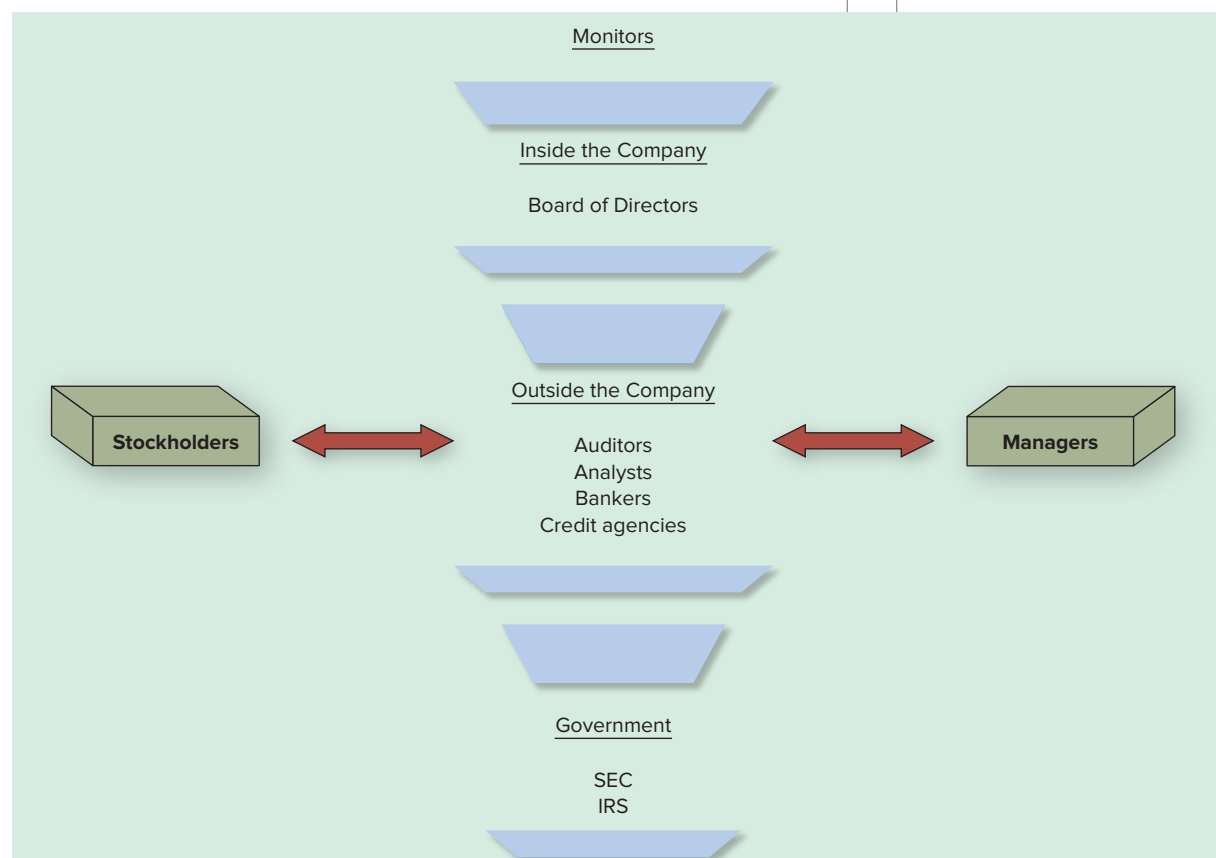 Monitors
Inside the Company
Board of Directors
Outside the Company
Stockholders
Managers
Auditors
Analysts
Bankers
Credit agencies
Government
SEC
IRS